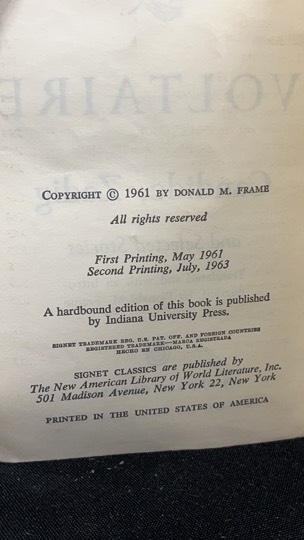 VOLTAIRE
COPYRIGHT © 1961 BY DONALD M. FRAME
All rights reserved
First Printing, May 1961
Second Printing, July, 1963
A hardbound edition of this book is published
by Indiana University Press.
SIGNET TRADEMARK REG. U.S. PAT. OFF. AND FOREIGN COUNTRIES
REGISTERED TRADEMARK—MARCA REGISTRADA
HECHO EN CHICAGO, U.S.A.
SIGNET CLASSICS are published by
The New American Library of World Literature, Inc.
501 Madison Avenue, New York 22, New York
PRINTED IN THE UNITED STATES OF AMERICA